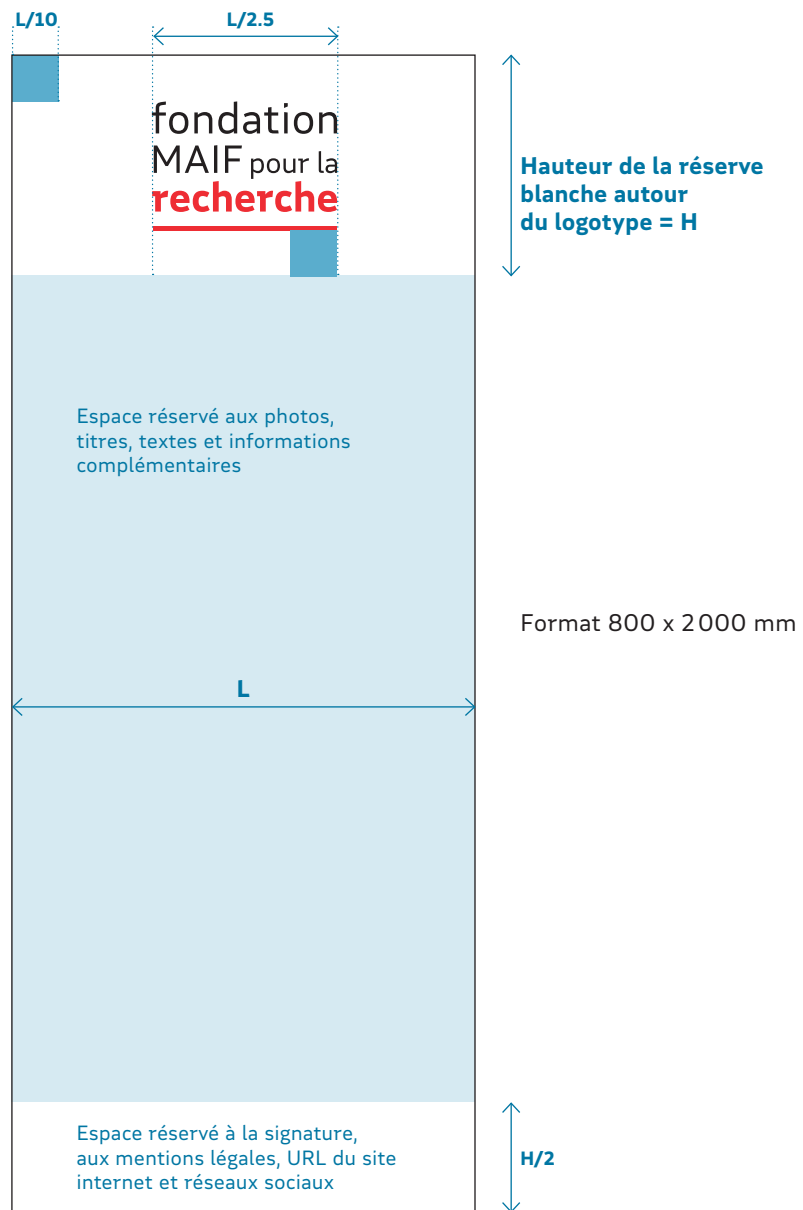 L/10
L/2.5
fondation
MAIF pour la
recherche
Hauteur de la réserve
blanche autour
du logotype = H
Espace réservé aux photos,
titres, textes et informations
complémentaires
Format 800 x 2000 mm
L
Espace réservé à la signature,
aux mentions légales, URL du site
internet et réseaux sociaux
H/2